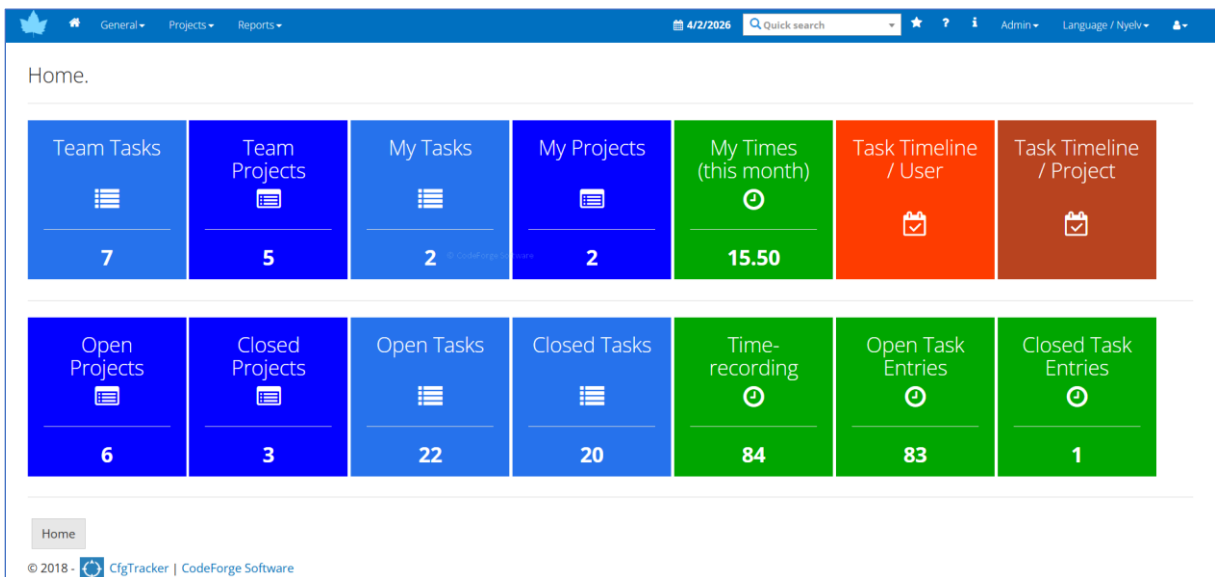 General Projects Reports 4/2/2026 Quick search ? i Admin Language / Nyelv
Home.
Team Tasks
7
Team
Projects
5
My Tasks
2
My Projects
2
© CodeForge Software
My Times
(this month)
15.50
Task Timeline
/ User
Task Timeline
/ Project
Open
Projects
6
Closed
Projects
3
Open Tasks
22
Closed Tasks
20
Time-
recording
84
Open Task
Entries
83
Closed Task
Entries
1
Home
© 2018 - CfgTracker | CodeForge Software